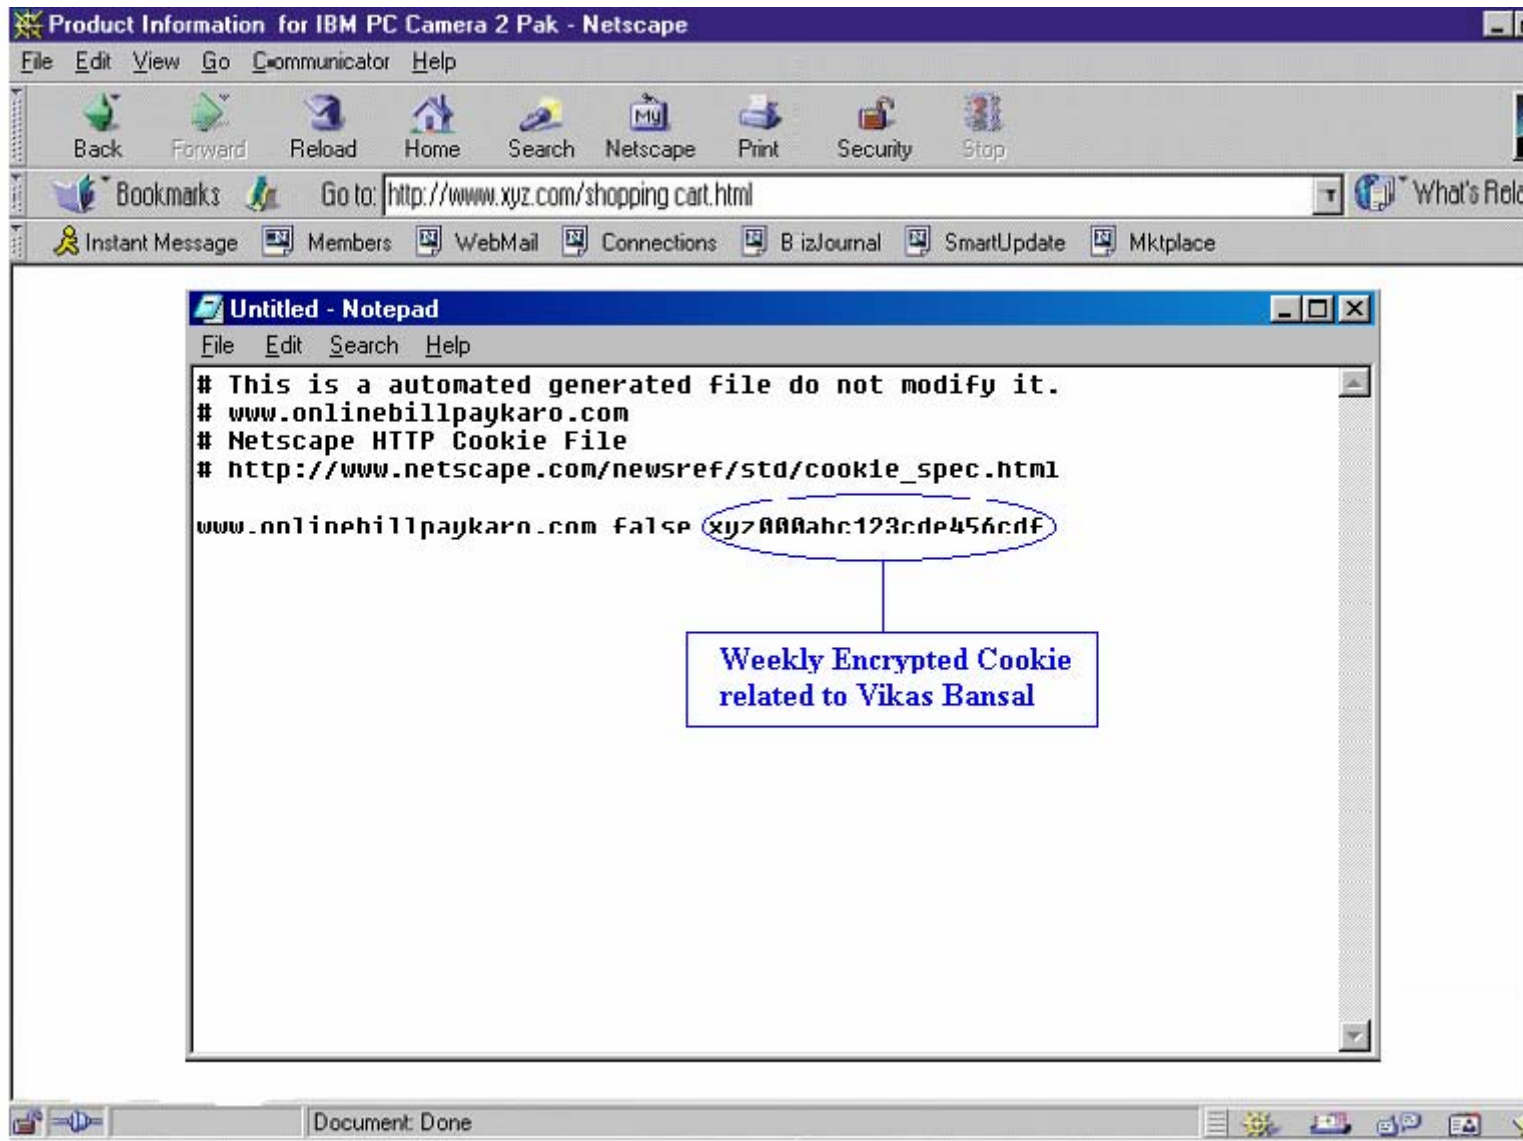 Product Information for IBM PC Camera 2 Pak - Netscape
File Edit View Go Communicator Help
Back Forward Reload Home Search Netscape Print Security Stop
My
Bookmarks Go to: http://www.xyz.com/shopping cart.html What's Rela
Instant Message Members WebMail Connections B izJournal SmartUpdate Mktplace
Untitled - Notepad
File Edit Search Help
# This is a automated generated file do not modify it.
# www.onlinebillpaykaro.com
# Netscape HTTP Cookie File
# http://www.netscape.com/newsref/std/cookie_spec.html
www.onlinebillpaykaro.com false xyz000abc123cde456cdf
Weekly Encrypted Cookie
related to Vikas Bansal
Document: Done